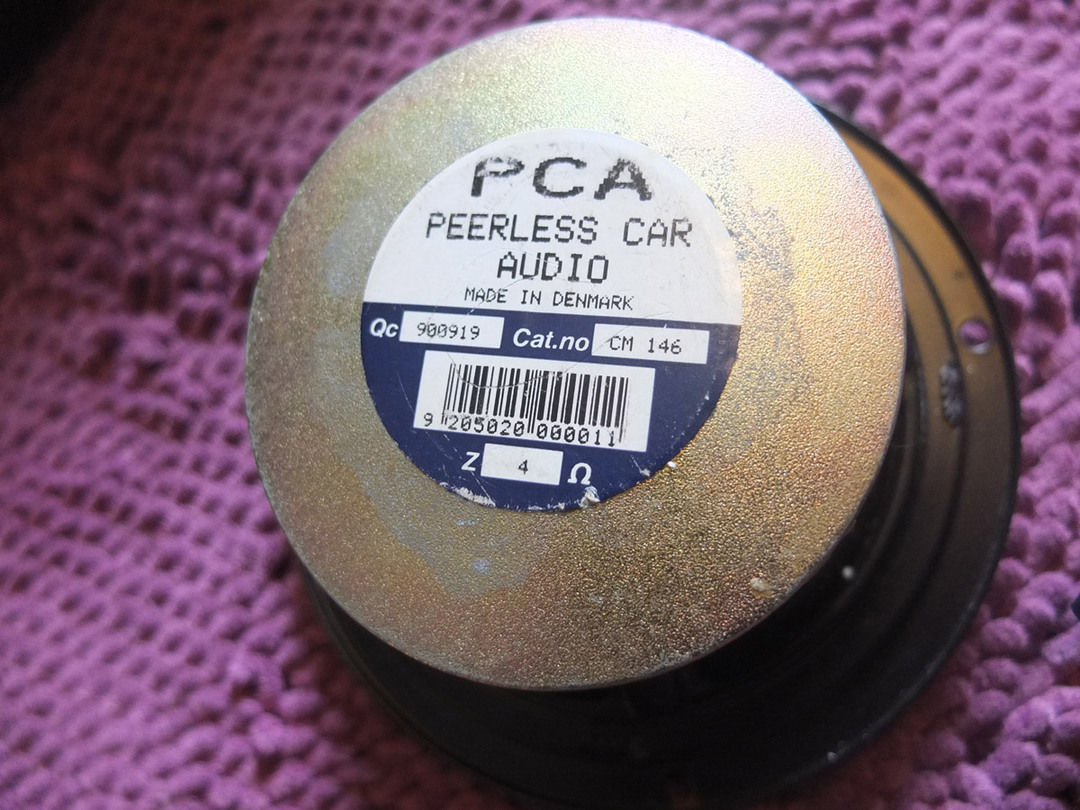 PCA
PEERLESS CAR
AUDIO
MADE IN DENMARK
Qc 900919 Cat.no CM 146
9 205020 000011
Z 4 Ω